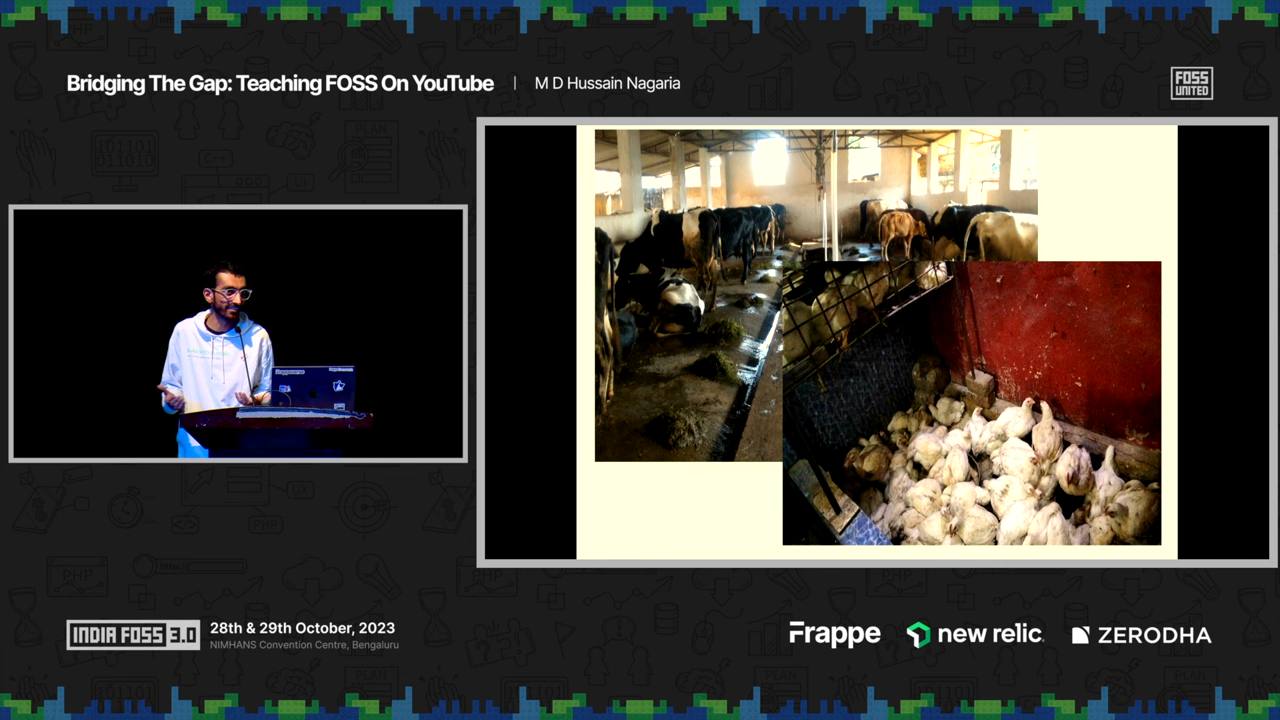 Bridging The Gap: Teaching FOSS On YouTube | M D Hussain Nagaria
FOSS
UNITED
INDIA FOSS 3.0
28th & 29th October, 2023
NIMHANS Convention Centre, Bengaluru
Frappe
new relic
ZERODHA